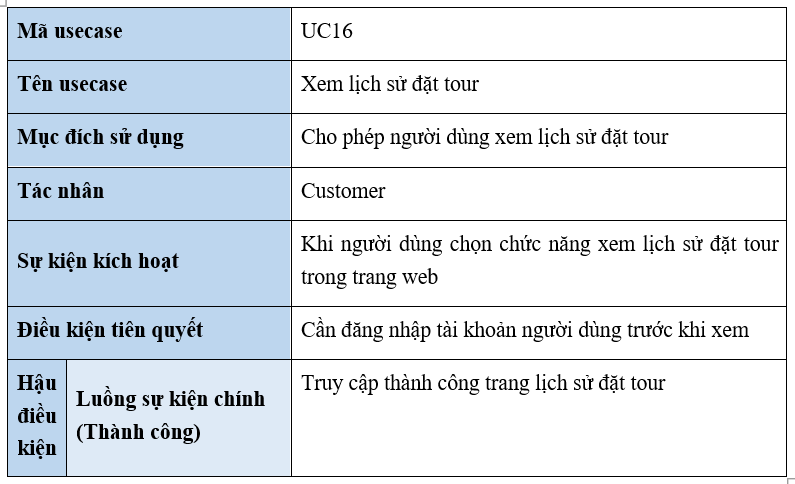 Mã usecase
UC16
Tên usecase
Xem lịch sử đặt tour
Mục đích sử dụng
Cho phép người dùng xem lịch sử đặt tour
Tác nhân
Customer
Sự kiện kích hoạt
Khi người dùng chọn chức năng xem lịch sử đặt tour
trong trang web
Điều kiện tiên quyết
Cần đăng nhập tài khoản người dùng trước khi xem
Hậu
điều
kiện
Luồng sự kiện chính
(Thành công)
Truy cập thành công trang lịch sử đặt tour